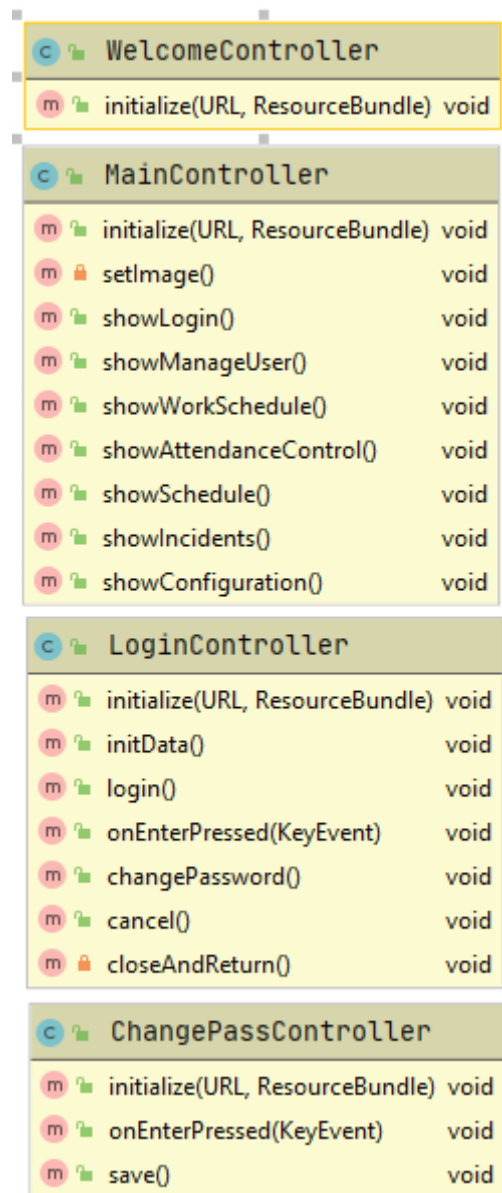 WelcomeController
initialize(URL, ResourceBundle) void
MainController
initialize(URL, ResourceBundle) void
setImage() void
showLogin() void
showManageUser() void
showWorkSchedule() void
showAttendanceControl() void
showSchedule() void
showIncidents() void
showConfiguration() void
LoginController
initialize(URL, ResourceBundle) void
initData() void
login() void
onEnterPressed(KeyEvent) void
changePassword() void
cancel() void
closeAndReturn() void
ChangePassController
initialize(URL, ResourceBundle) void
onEnterPressed(KeyEvent) void
save() void